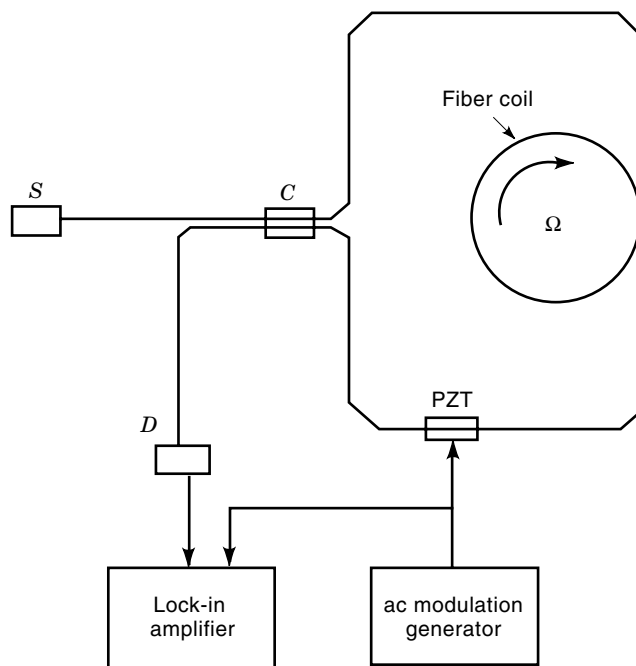 Fiber coil
S
C
Ω
PZT
D
Lock-in
amplifier
ac modulation
generator